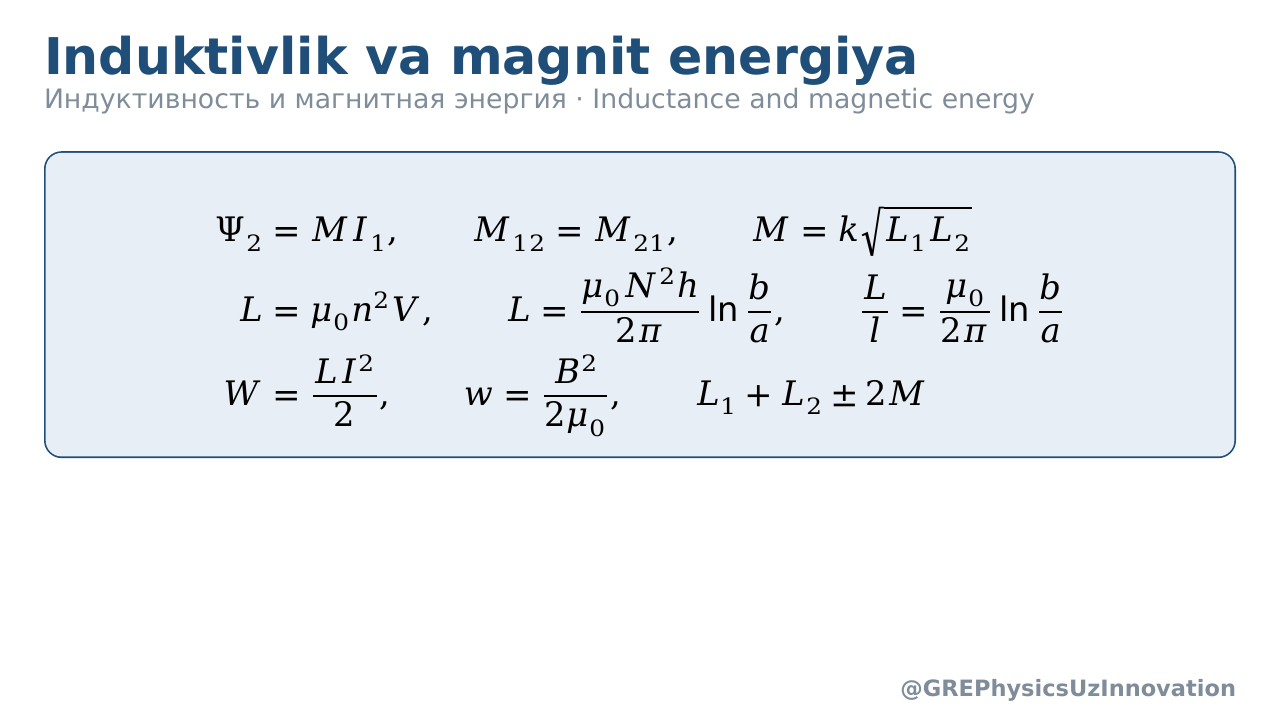 Induktivlik va magnit energiya
Индуктивность и магнитная энергия · Inductance and magnetic energy
Ψ₂ = MI₁, M₁₂ = M₂₁, M = k√(L₁L₂)
L = μ₀n²V, L = (μ₀N²h)/(2π) ln b/a, L/l = μ₀/(2π) ln b/a
W = LI²/2, w = B²/(2μ₀), L₁ + L₂ ± 2M
@GREPhysicsUzInnovation